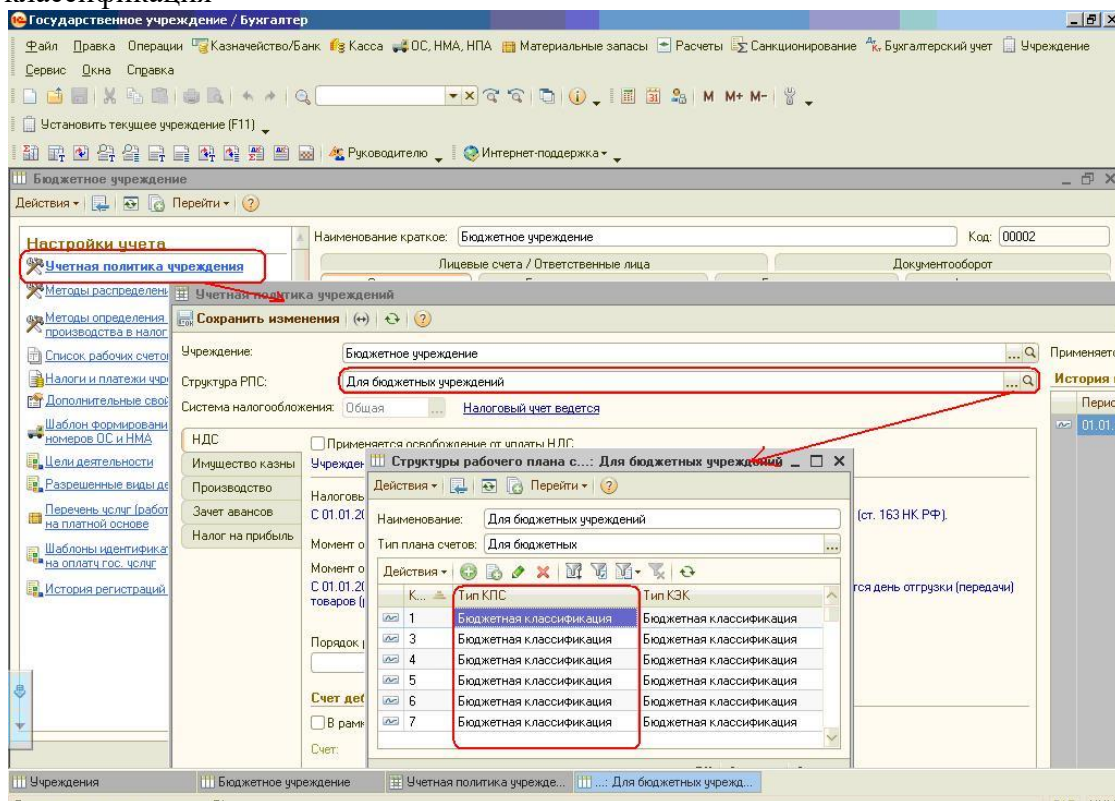 классификаций
Государственное учреждение / Бухгалтер
Файл Правка Операции Казначейство/Банк Касса ОС, НМА, НПА Материальные запасы Расчеты Санкционирование Бухгалтерский учет Учреждение
Сервис Окна Справка
M M+ M-
Установить текущее учреждение (F11)
Руководителю Интернет-поддержка
Бюджетное учреждение
Действия Перейти
Настройки учета
Наименование краткое: Бюджетное учреждение Код: 00002
Учетная политика учреждения
Лицевые счета / Ответственные лица Документооборот
Методы распределени
Учетная политика учреждений
Методы определения
производства в налог
Сохранить изменения
Список рабочих счетов
Учреждение: Бюджетное учреждение Применяетс
Налоги и платежи учр
Структура РПС: Для бюджетных учреждений История
Дополнительные свой
Система налогообложения: Общая ... Налоговый учет ведется Перио
01.01.
Шаблон формировани
номеров ОС и НМА
НДС
Применяется освобождение от уплаты НДС
Цели деятельности
Имущество казны
Учрежден
Структуры рабочего плана с...: Для бюджетных учреждений
Разрешенные виды де
Производство
Действия Перейти
Налоговь
Перечень услуг (работ
на платной основе
Зачет авансов
С 01.01.20
Наименование: Для бюджетных учреждений
(ст. 163 НК РФ).
Налог на прибыль
Момент о
Тип плана счетов: Для бюджетных ...
Шаблоны идентификат
на оплату гос. услуг
Момент о
Действия
С 01.01.20
товаров (
тся день отгрузки (передачи)
История регистраций
К... Тип КПС Тип КЭК
1 Бюджетная классификация Бюджетная классификация
3 Бюджетная классификация Бюджетная классификация
Порядок
4 Бюджетная классификация Бюджетная классификация
5 Бюджетная классификация Бюджетная классификация
Счет деб
6 Бюджетная классификация Бюджетная классификация
В рамк
7 Бюджетная классификация Бюджетная классификация
Счет:
Учреждения Бюджетное учреждение Учетная политика учрежде... ...: Для бюджетных учрежд...